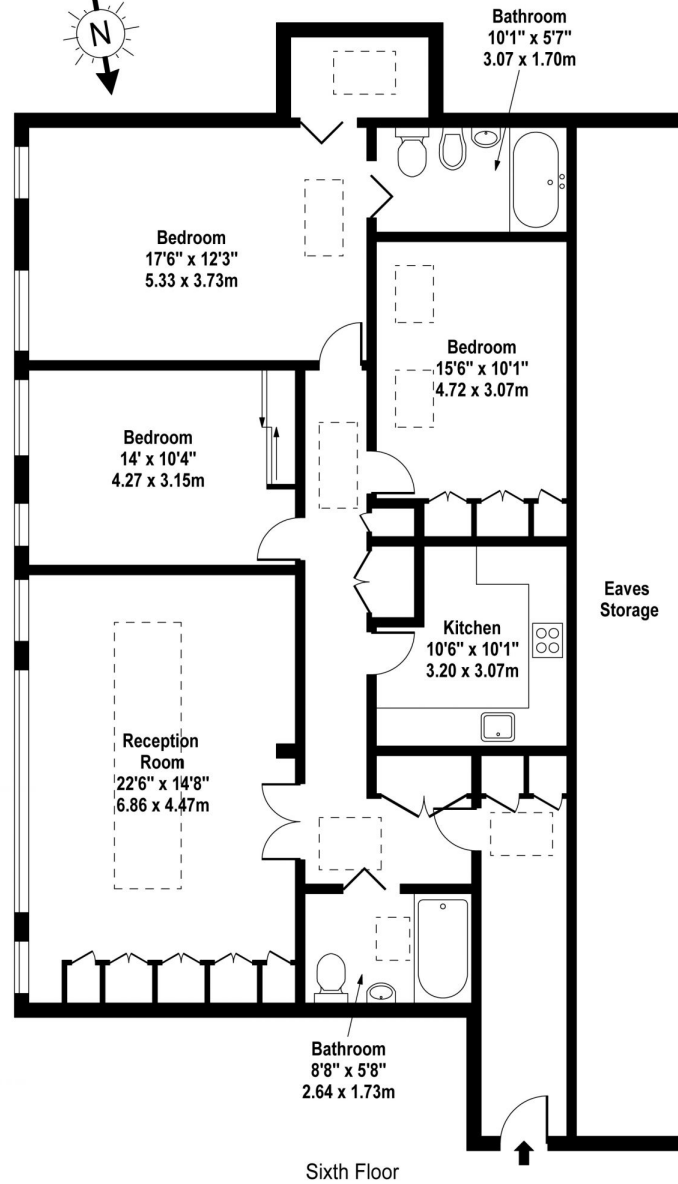 N
Bathroom
10'1" x 5'7"
3.07 x 1.70m
Bedroom
17'6" x 12'3"
5.33 x 3.73m
Bedroom
15'6" x 10'1"
4.72 x 3.07m
Bedroom
14' x 10'4"
4.27 x 3.15m
Eaves
Storage
Kitchen
10'6" x 10'1"
3.20 x 3.07m
Reception
Room
22'6" x 14'8"
6.86 x 4.47m
Bathroom
8'8" x 5'8"
2.64 x 1.73m
Sixth Floor